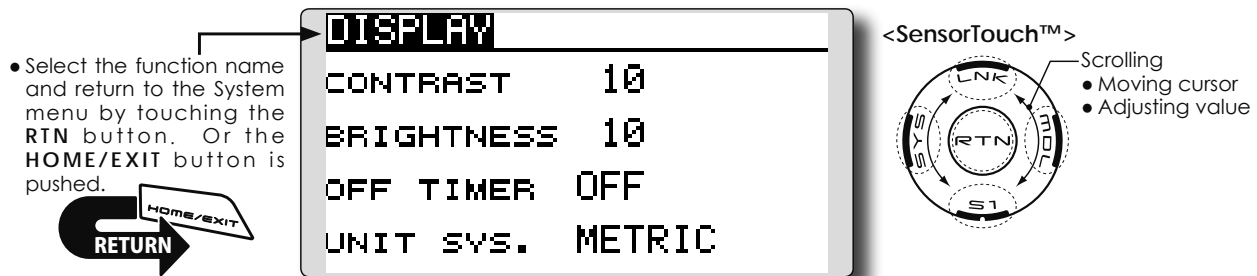 ● Select the function name
and return to the System
menu by touching the
RTN button. Or the
HOME/EXIT button is
pushed.
HOME/EXIT
RETURN
DISPLAY
CONTRAST 10
BRIGHTNESS 10
OFF TIMER OFF
UNIT SYS. METRIC
<SensorTouch™>
LNK
SYS
RTN
MDL
S1
Scrolling
● Moving cursor
● Adjusting value